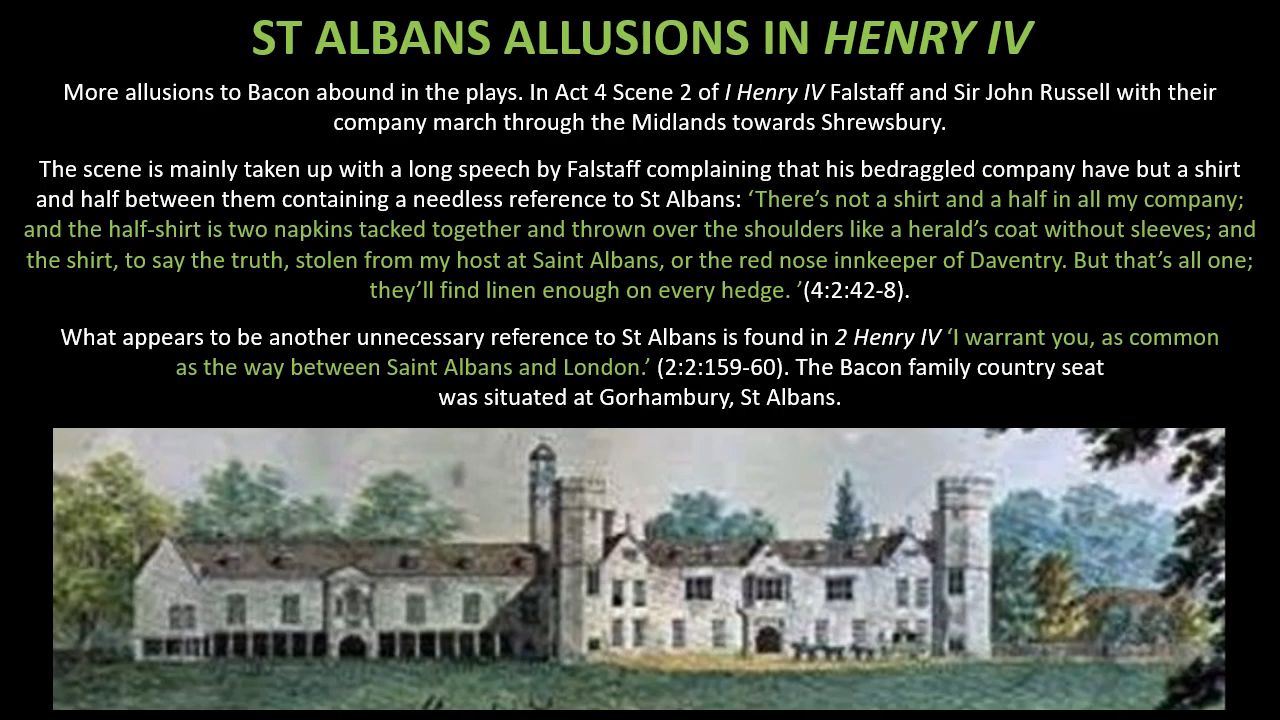 ST ALBANS ALLUSIONS IN HENRY IV
More allusions to Bacon abound in the plays. In Act 4 Scene 2 of I Henry IV Falstaff and Sir John Russell with their
company march through the Midlands towards Shrewsbury.
The scene is mainly taken up with a long speech by Falstaff complaining that his bedraggled company have but a shirt
and half between them containing a needless reference to St Albans: ‘There’s not a shirt and a half in all my company;
and the half-shirt is two napkins tacked together and thrown over the shoulders like a herald’s coat without sleeves; and
the shirt, to say the truth, stolen from my host at Saint Albans, or the red nose innkeeper of Daventry. But that’s all one;
they’ll find linen enough on every hedge. ’(4:2:42-8).
What appears to be another unnecessary reference to St Albans is found in 2 Henry IV ‘I warrant you, as common
as the way between Saint Albans and London.’ (2:2:159-60). The Bacon family country seat
was situated at Gorhambury, St Albans.